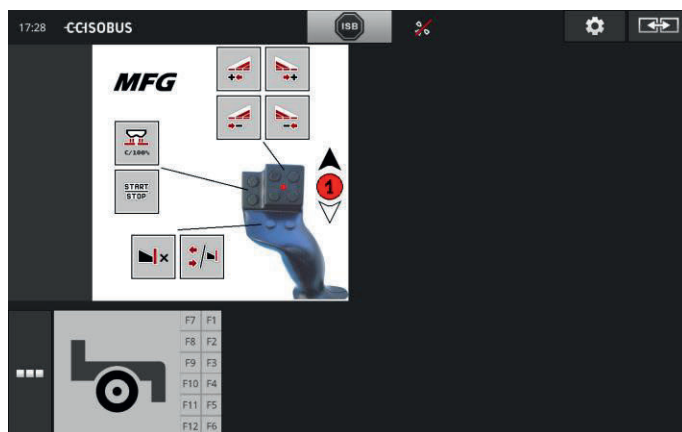 17:28 CCISOBUS ISB
MFG
C/100%
START
STOP
1
F7 F1
F8 F2
F9 F3
F10 F4
F11 F5
F12 F6